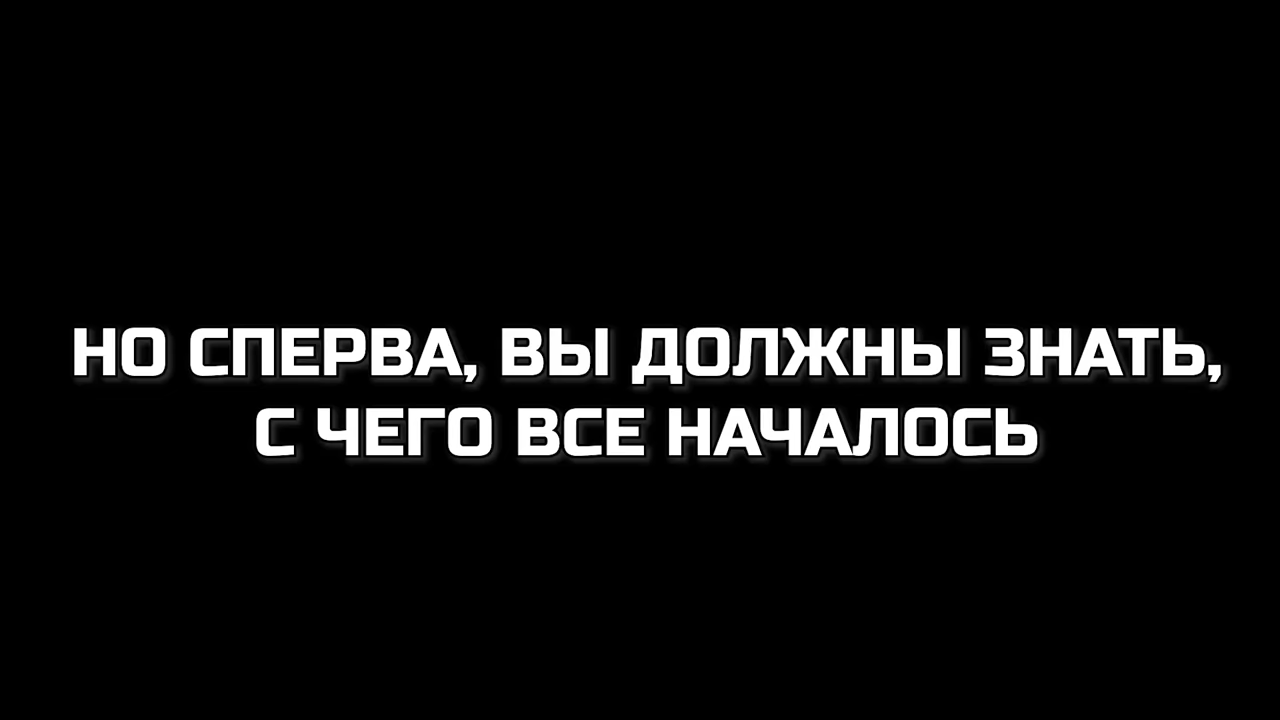 НО СПЕРВА, ВЫ ДОЛЖНЫ ЗНАТЬ,
С ЧЕГО ВСЕ НАЧАЛОСЬ